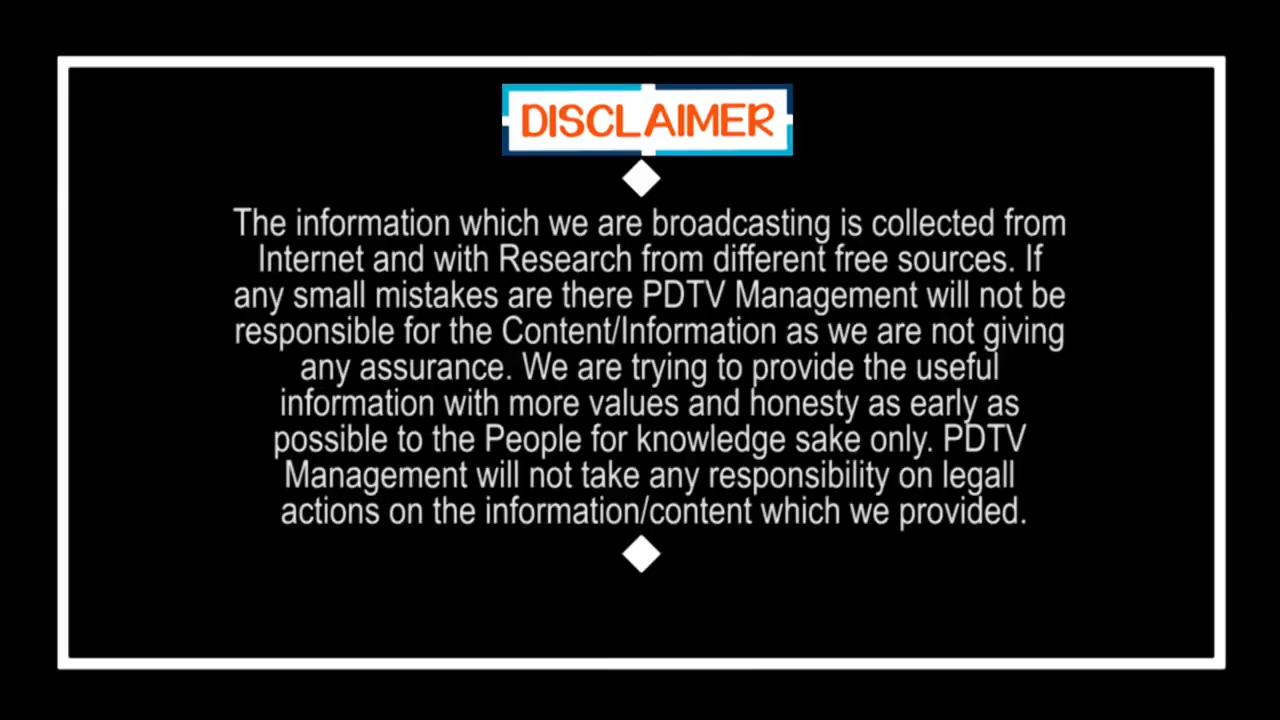 DISCLAIMER
The information which we are broadcasting is collected from
Internet and with Research from different free sources. If
any small mistakes are there PDTV Management will not be
responsible for the Content/Information as we are not giving
any assurance. We are trying to provide the useful
information with more values and honesty as early as
possible to the People for knowledge sake only. PDTV
Management will not take any responsibility on legall
actions on the information/content which we provided.